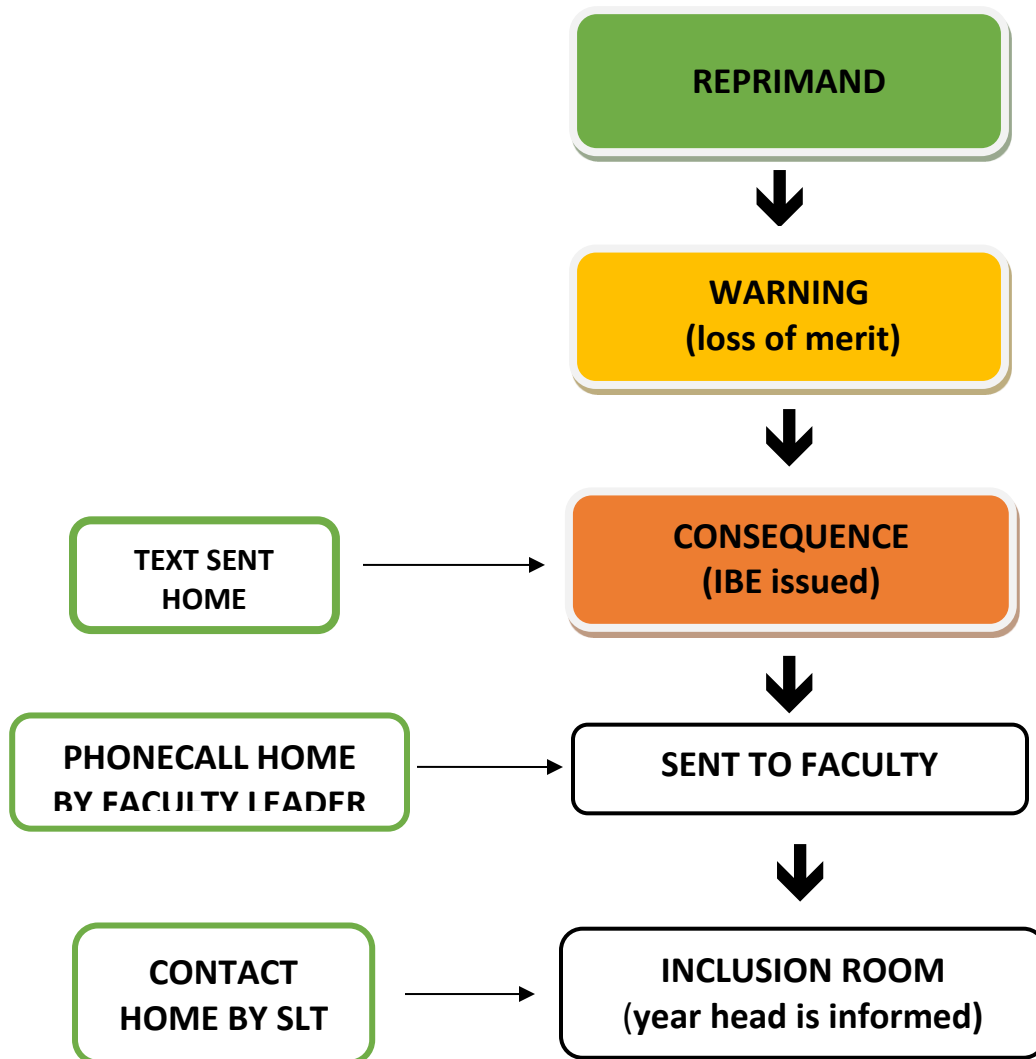 REPRIMAND
WARNING
(loss of merit)
TEXT SENT
HOME
CONSEQUENCE
(IBE issued)
PHONECALL HOME
BY FACULTY LEADER
SENT TO FACULTY
CONTACT
HOME BY SLT
INCLUSION ROOM
(year head is informed)